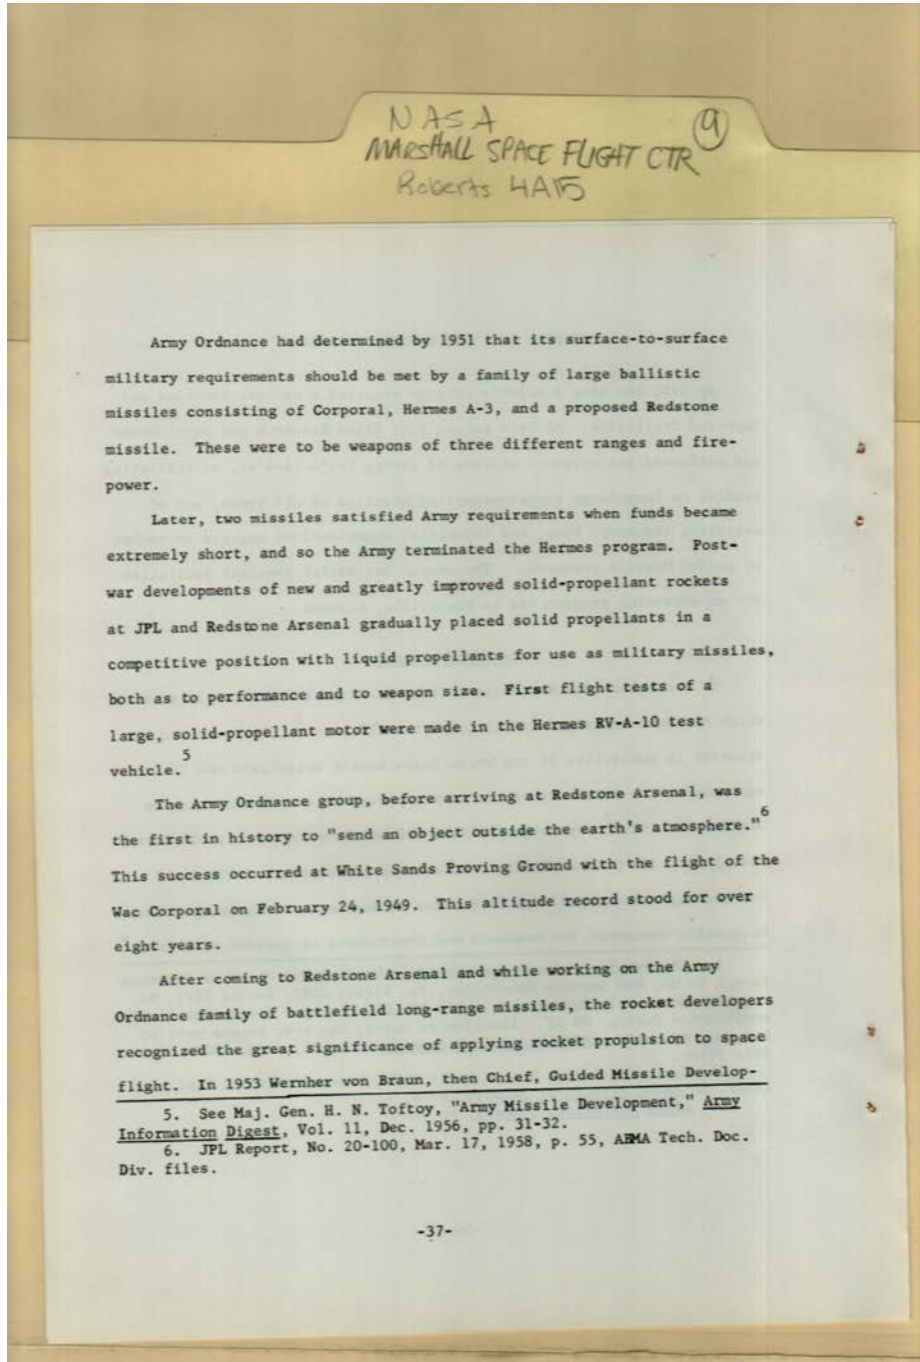 NASA
MARSHALL SPACE FLIGHT CTR
9
Roberts 4A15
Army Ordnance had determined by 1951 that its surface-to-surface
military requirements should be met by a family of large ballistic
missiles consisting of Corporal, Hermes A-3, and a proposed Redstone
missile. These were to be weapons of three different ranges and fire-
power.
Later, two missiles satisfied Army requirements when funds became
extremely short, and so the Army terminated the Hermes program. Post-
war developments of new and greatly improved solid-propellant rockets
at JPL and Redstone Arsenal gradually placed solid propellants in a
competitive position with liquid propellants for use as military missiles,
both as to performance and to weapon size. First flight tests of a
large, solid-propellant motor were made in the Hermes RV-A-10 test
vehicle.5
The Army Ordnance group, before arriving at Redstone Arsenal, was
the first in history to "send an object outside the earth's atmosphere."6
This success occurred at White Sands Proving Ground with the flight of the
Wac Corporal on February 24, 1949. This altitude record stood for over
eight years.
After coming to Redstone Arsenal and while working on the Army
Ordnance family of battlefield long-range missiles, the rocket developers
recognized the great significance of applying rocket propulsion to space
flight. In 1953 Wernher von Braun, then Chief, Guided Missile Develop-
5. See Maj. Gen. H. N. Toftoy, "Army Missile Development," Army
Information Digest, Vol. 11, Dec. 1956, pp. 31-32.
6. JPL Report, No. 20-100, Mar. 17, 1958, p. 55, ABMA Tech. Doc.
Div. files.
-37-